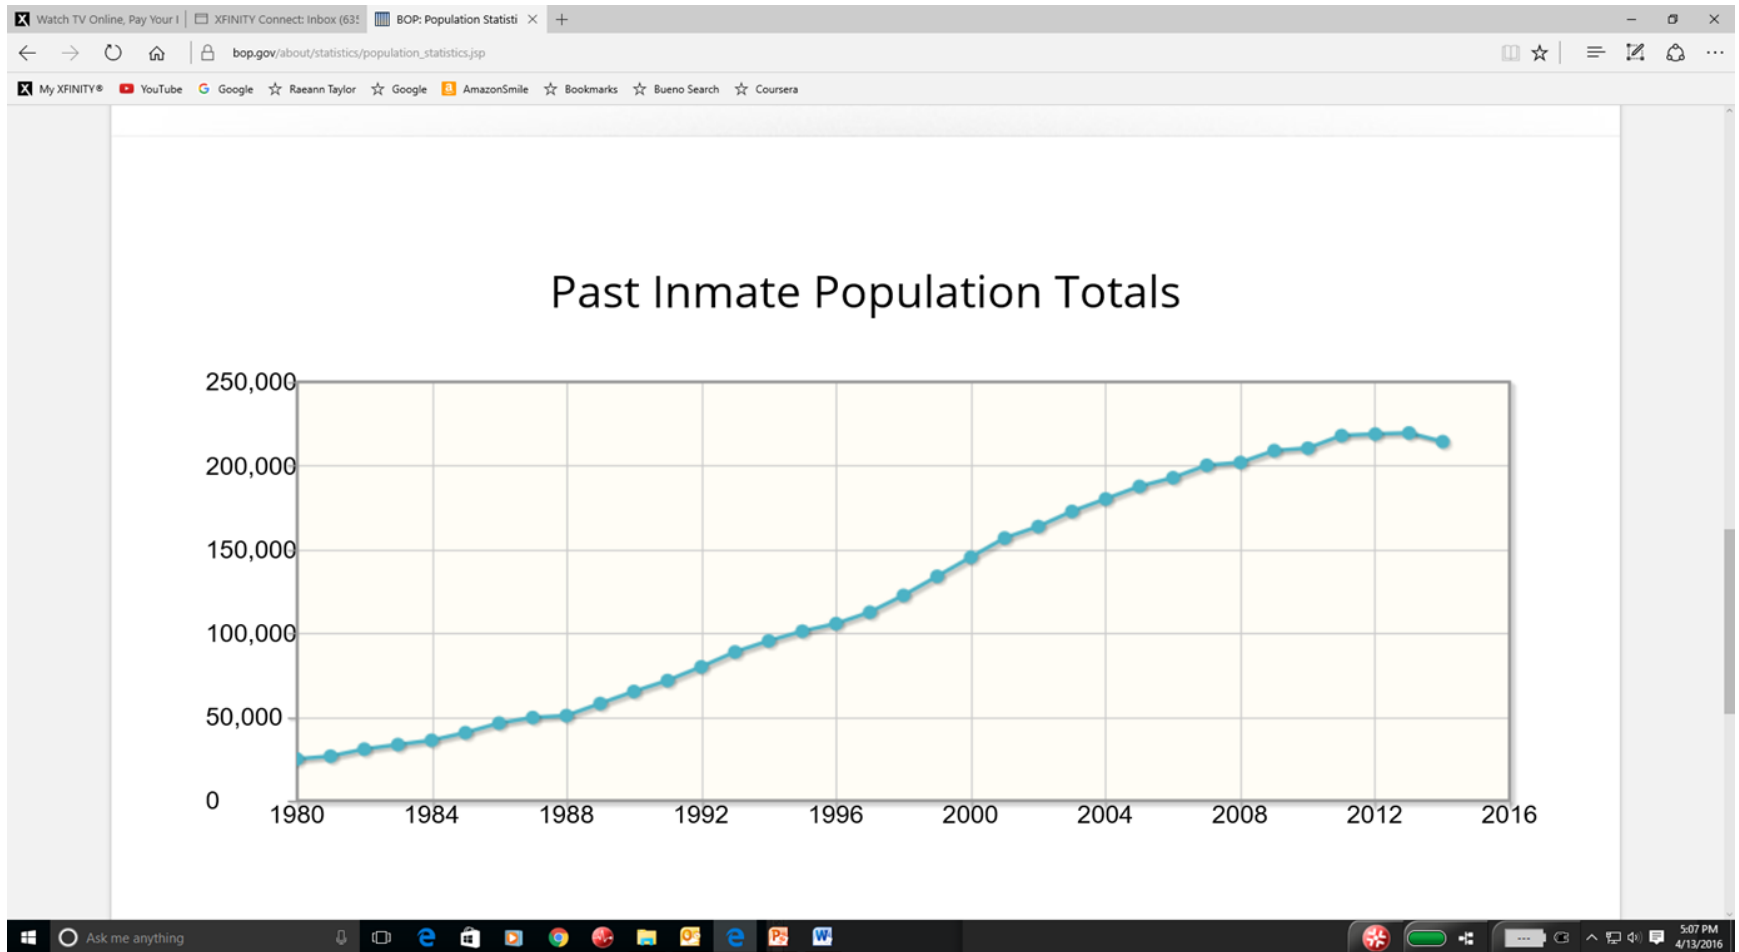 Watch TV Online, Pay Your
XFINITY Connect: Inbox (635
BOP: Population Statisti
bop.gov/about/statistics/population_statistics.jsp
My XFINITY®
YouTube
Google
Raeann Taylor
Google
AmazonSmile
Bookmarks
Bueno Search
Coursera
Past Inmate Population Totals
250,000
200,000
150,000
100,000
50,000
0
1980 1984 1988 1992 1996 2000 2004 2008 2012 2016
Ask me anything
5:07 PM
4/13/2016